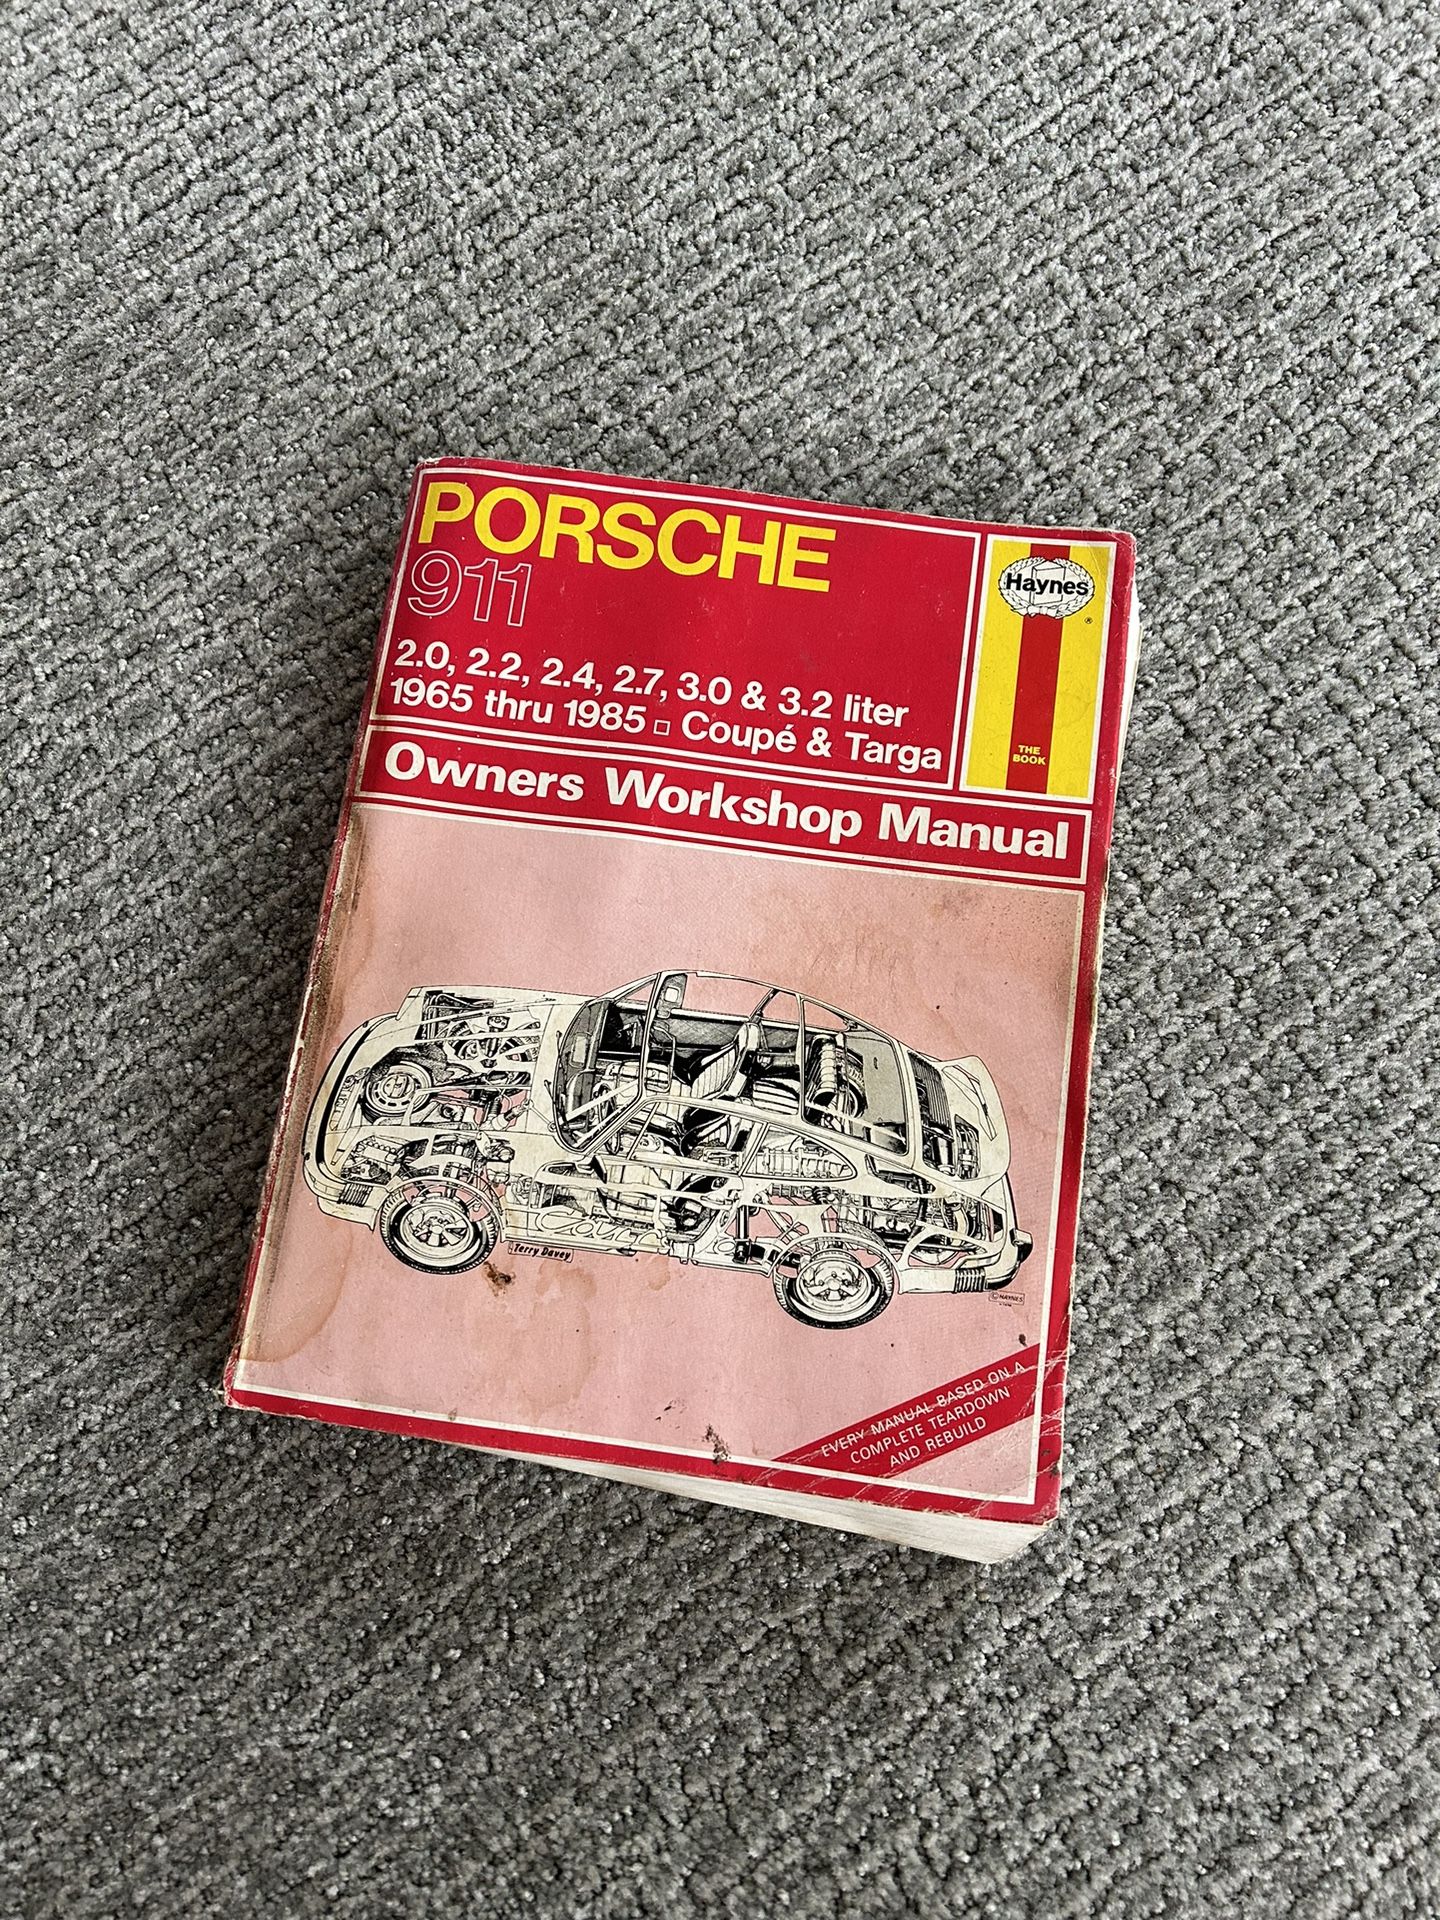 PORSCHE
911
2.0, 2.2, 2.4, 2.7, 3.0 & 3.2 liter
1965 thru 1985 □ Coupé & Targa
Haynes
®
THE
BOOK
Owners Workshop Manual
Terry Davey
© HAYNES
EVERY MANUAL BASED ON A
COMPLETE TEARDOWN
AND REBUILD